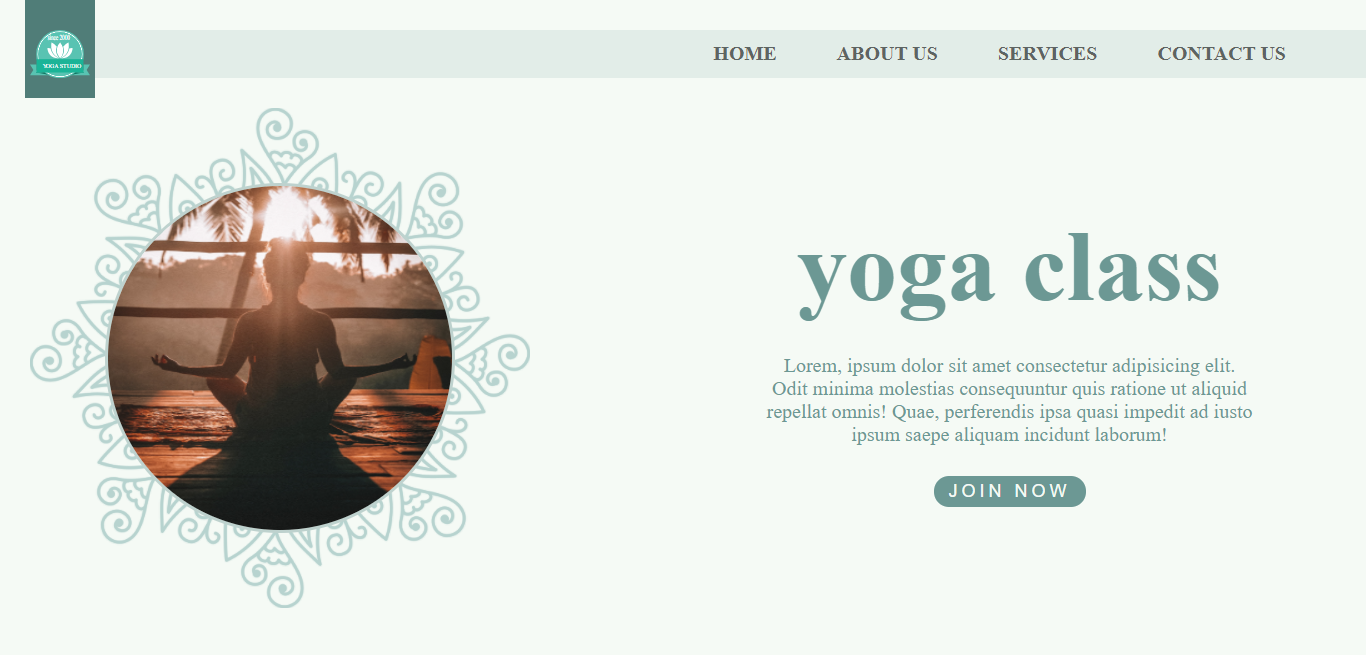 since 2009
YOGA STUDIO
HOME ABOUT US SERVICES CONTACT US
yoga class
Lorem, ipsum dolor sit amet consectetur adipisicing elit.
Odit minima molestias consequuntur quis ratione ut aliquid
repellat omnis! Quae, perferendis ipsa quasi impedit ad iusto
ipsum saepe aliquam incidunt laborum!
JOIN NOW